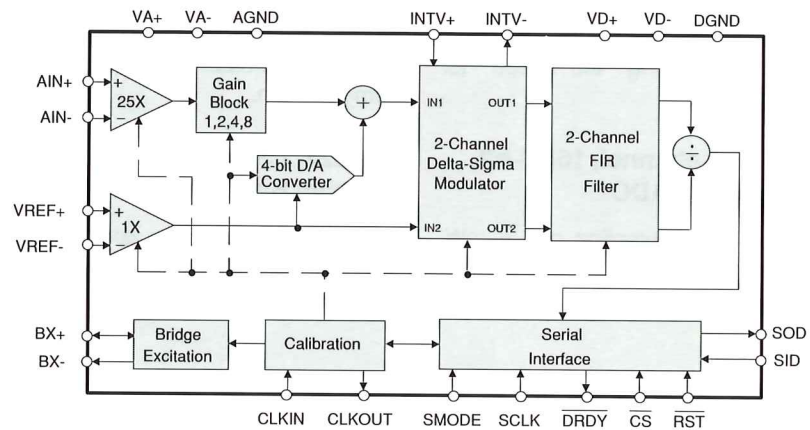 VA+ VA- AGND INTV+ INTV- VD+ VD- DGND
AIN+
AIN-
+
25X
−
Gain
Block
1,2,4,8
+
IN1 OUT1
2-Channel
Delta-Sigma
Modulator
IN2 OUT2
2-Channel
FIR
Filter
÷
4-bit D/A
Converter
VREF+
VREF-
+
1X
−
BX+
BX-
Bridge
Excitation
Calibration
Serial
Interface
SOD
SID
CLKIN CLKOUT SMODE SCLK DRDY CS RST